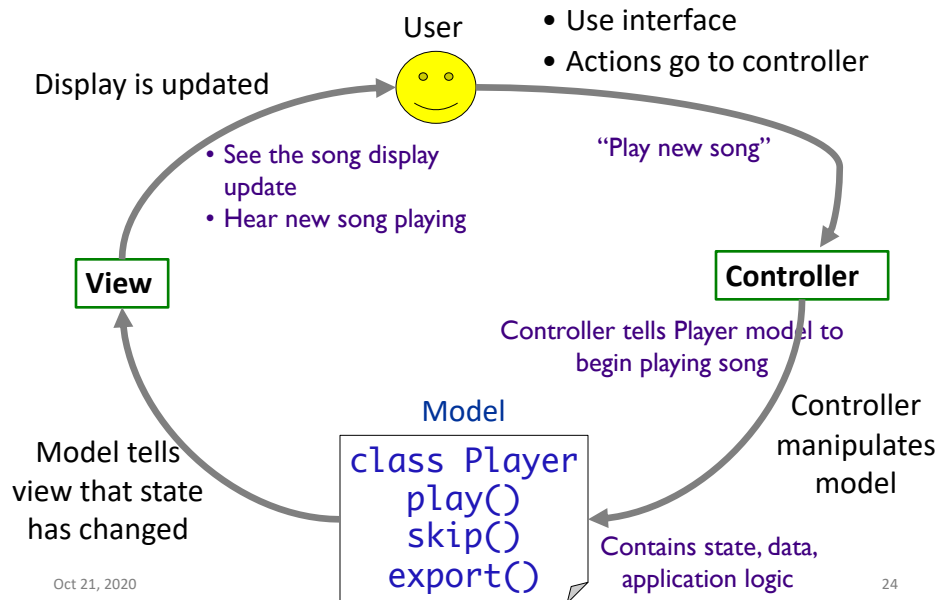 User
• Use interface
• Actions go to controller
Display is updated
• See the song display
update
• Hear new song playing
“Play new song”
View
Controller
Controller tells Player model to
begin playing song
Model
class Player
play()
skip()
export()
Controller
manipulates
model
Model tells
view that state
has changed
Contains state, data,
application logic
Oct 21, 2020
24